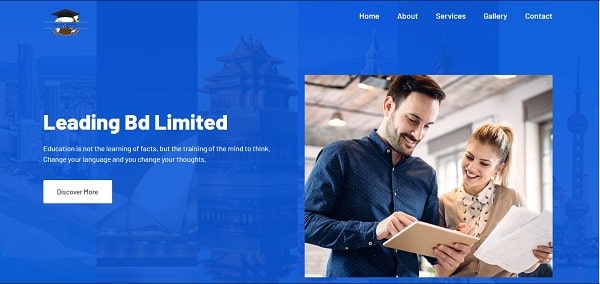 Home About Services Gallery Contact
Leading Bd Limited
Education is not the learning of facts, but the training of the mind to think,
Change your language and you change your thoughts,
Discover More